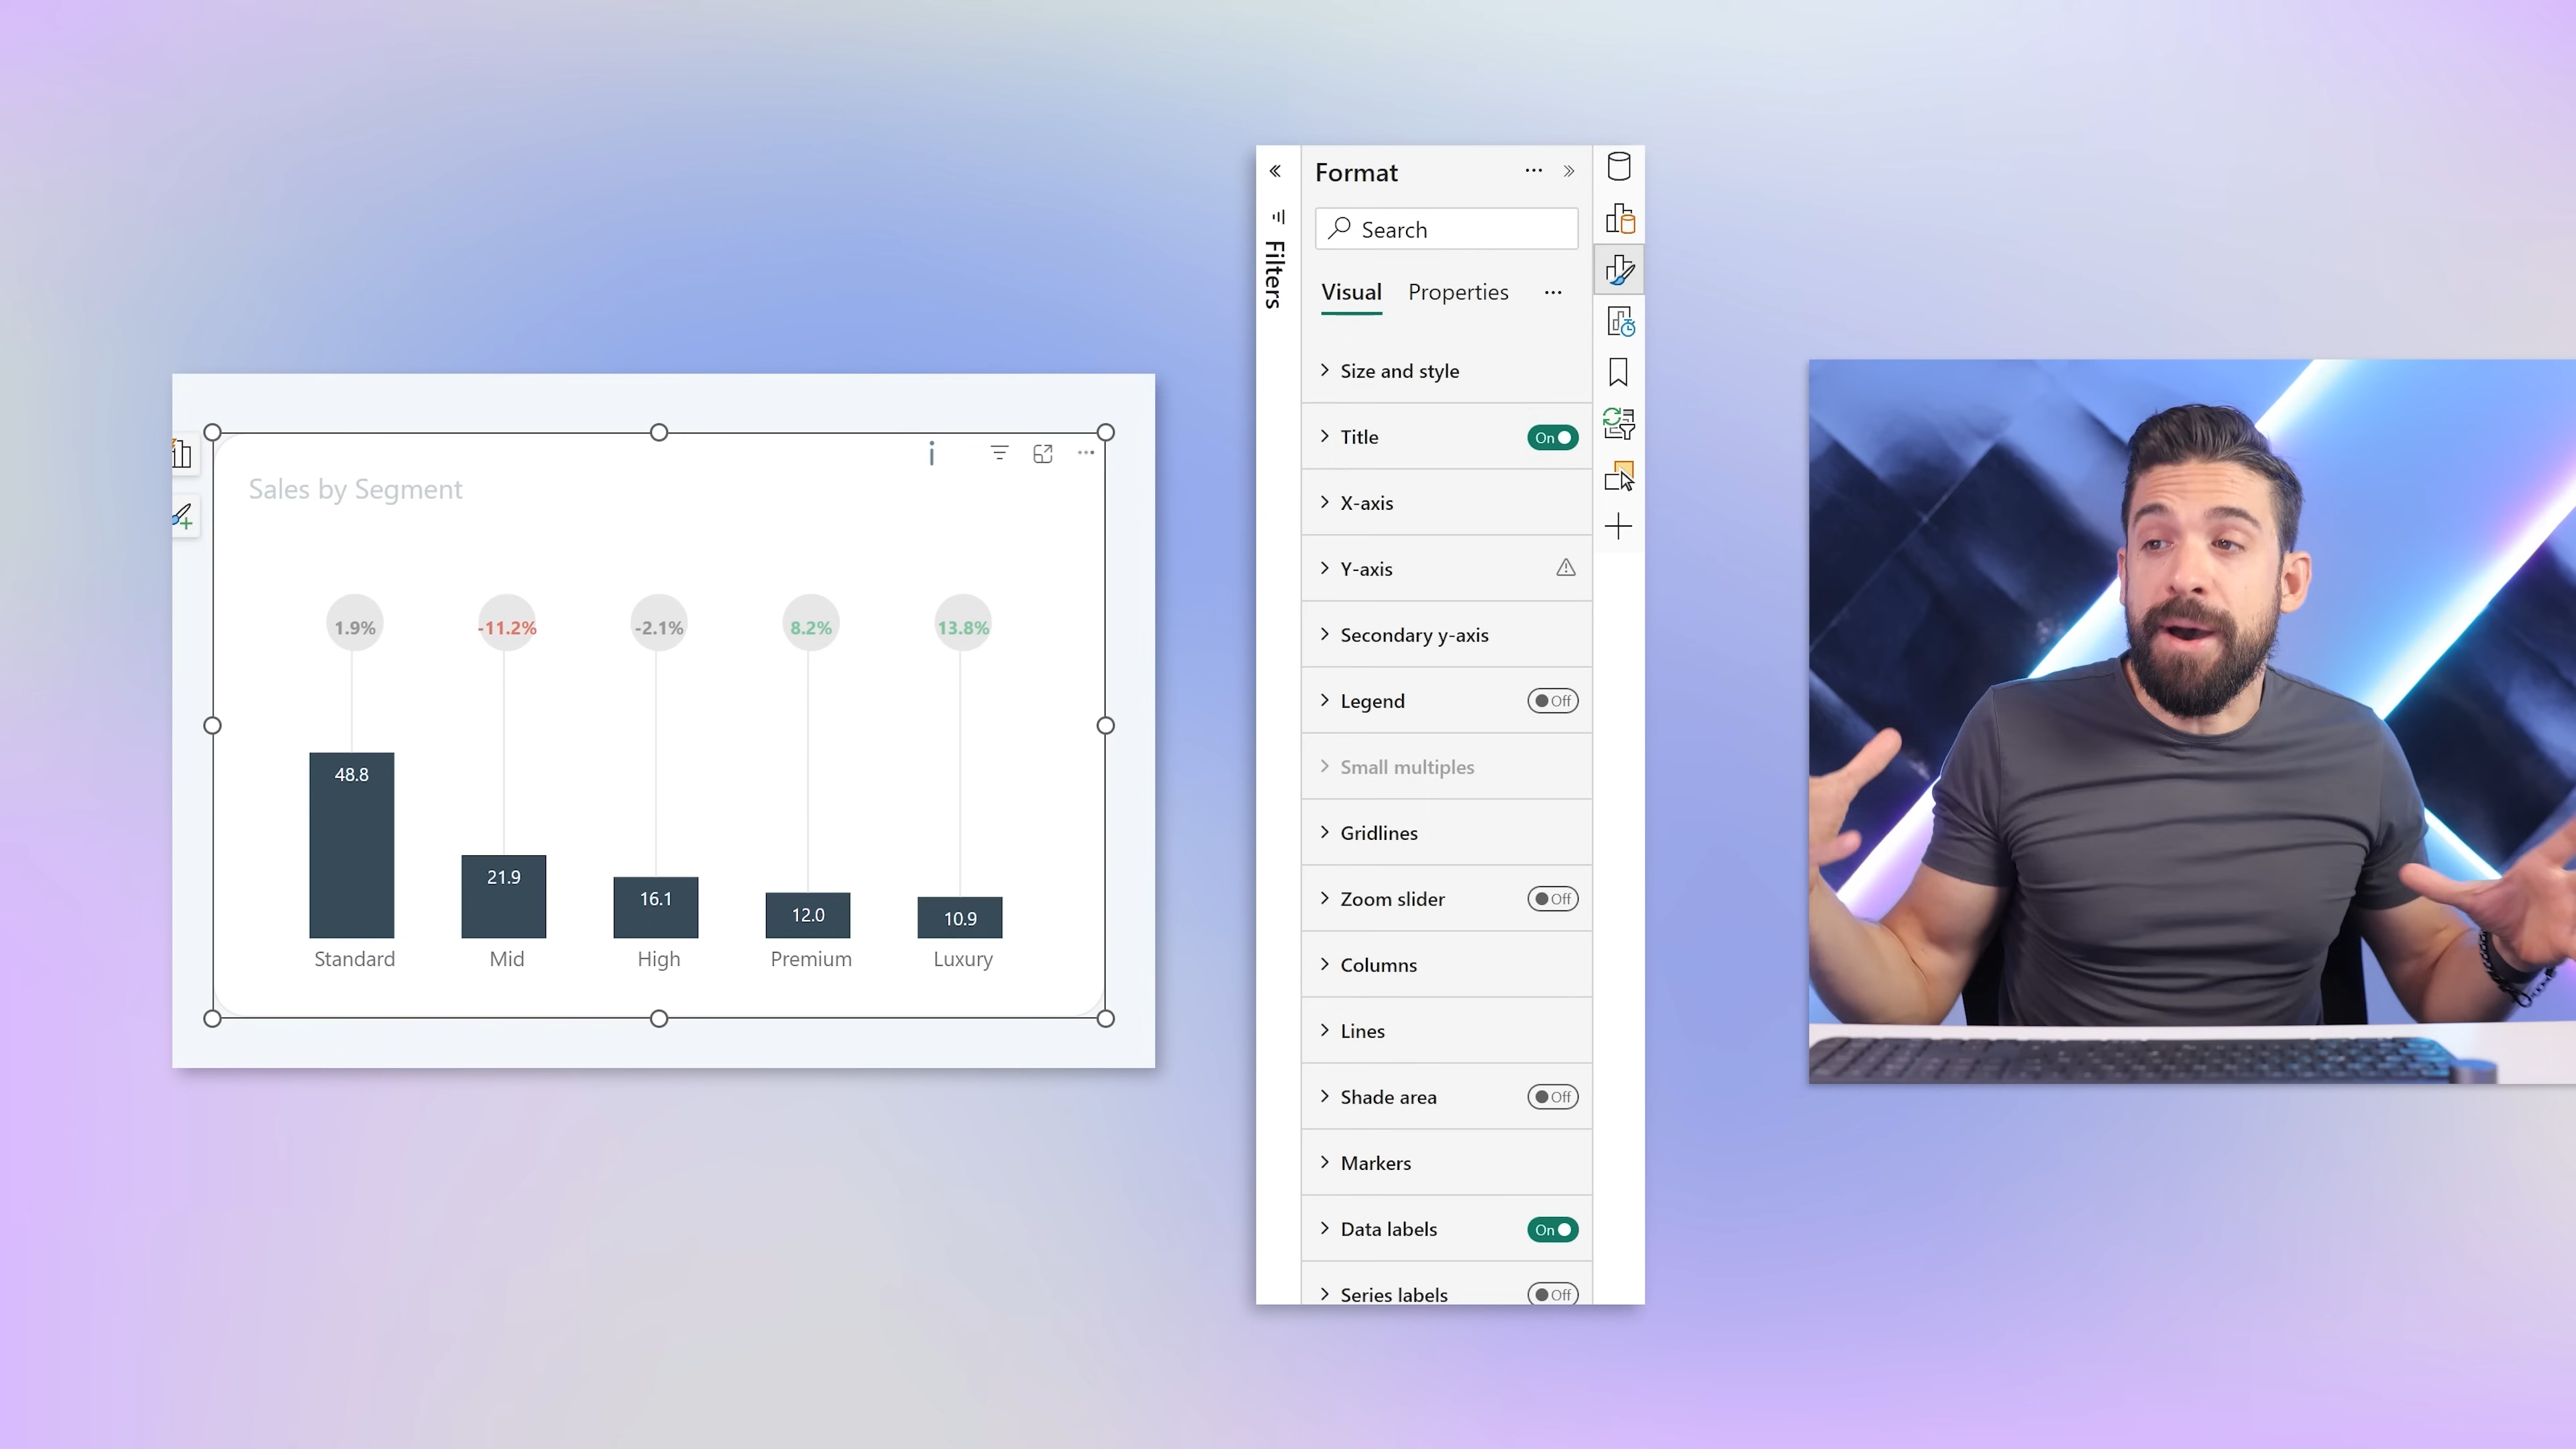 Sales by Segment
1.9%
-11.2%
-2.1%
8.2%
13.8%
48.8
21.9
16.1
12.0
10.9
Standard
Mid
High
Premium
Luxury
Filters
Format
Search
Visual
Properties
Size and style
Title
On
X-axis
Y-axis
Secondary y-axis
Legend
Off
Small multiples
Gridlines
Zoom slider
Off
Columns
Lines
Shade area
Off
Markers
Data labels
On
Series labels
Off